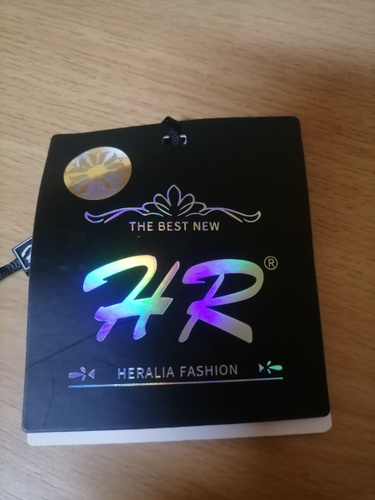 THE BEST NEW
HR®
HERALIA FASHION